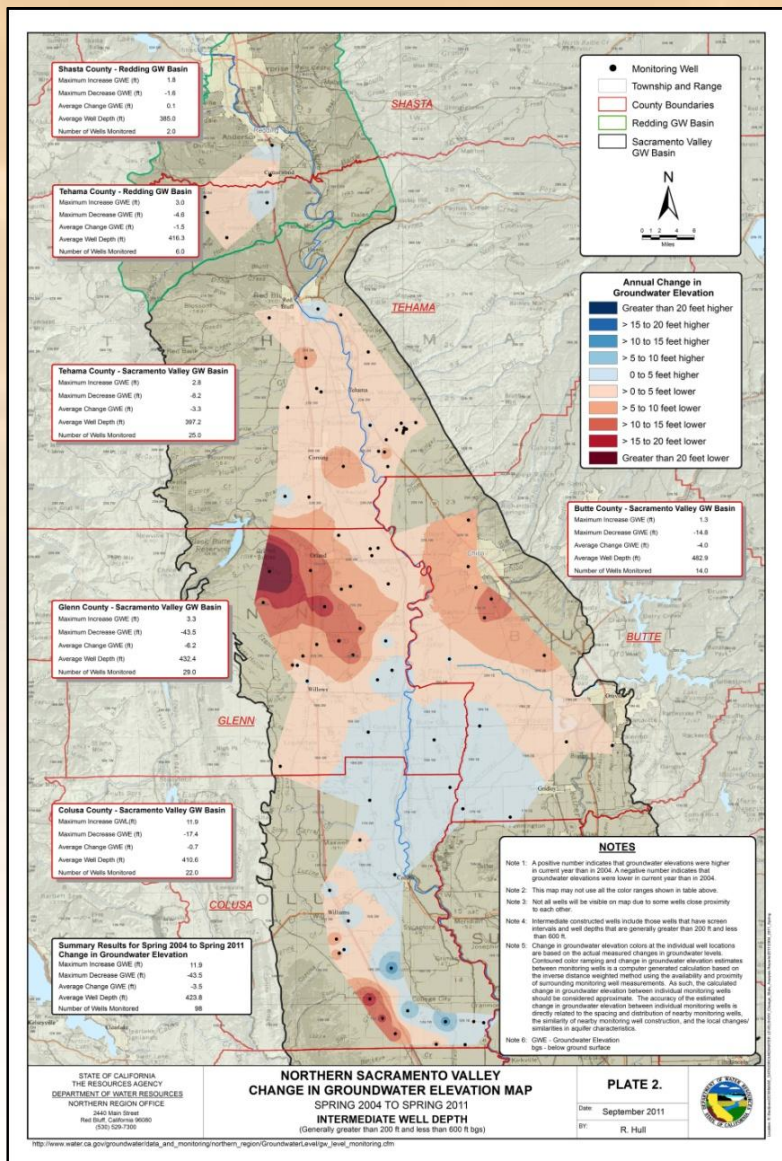 Shasta County - Redding GW Basin
Maximum Increase GWE (ft) 1.8
Maximum Decrease GWE (ft) -1.6
Average Change GWE (ft) 0.1
Average Well Depth (ft) 385.0
Number of Wells Monitored 2.0
Tehama County - Redding GW Basin
Maximum Increase GWE (ft) 3.0
Maximum Decrease GWE (ft) -4.6
Average Change GWE (ft) -1.5
Average Well Depth (ft) 416.3
Number of Wells Monitored 6.0
Tehama County - Sacramento Valley GW Basin
Maximum Increase GWE (ft) 2.8
Maximum Decrease GWE (ft) -8.2
Average Change GWE (ft) -3.3
Average Well Depth (ft) 397.2
Number of Wells Monitored 25.0
Glenn County - Sacramento Valley GW Basin
Maximum Increase GWE (ft) 3.3
Maximum Decrease GWE (ft) -43.5
Average Change GWE (ft) -6.2
Average Well Depth (ft) 432.4
Number of Wells Monitored 29.0
Colusa County - Sacramento Valley GW Basin
Maximum Increase GWL(ft) 11.9
Maximum Decrease GWE (ft) -17.4
Average Change GWE (ft) -0.7
Average Well Depth (ft) 410.6
Number of Wells Monitored 22.0
Summary Results for Spring 2004 to Spring 2011
Change in Groundwater Elevation
Maximum Increase GWE (ft) 11.9
Maximum Decrease GWE (ft) -43.5
Average Change GWE (ft) -3.5
Average Well Depth (ft) 423.8
Number of Wells Monitored 98
SHASTA
TEHAMA
BUTTE
GLENN
COLUSA
Redding
Cottonwood
Red Bluff
Tehama
Corning
Orland
Chico
Willows
Gridley
Maxwell
Williams
College City
Monitoring Well
Township and Range
County Boundaries
Redding GW Basin
Sacramento Valley
GW Basin
N
0 2 4 8
Miles
Annual Change in
Groundwater Elevation
Greater than 20 feet higher
> 15 to 20 feet higher
> 10 to 15 feet higher
> 5 to 10 feet higher
0 to 5 feet higher
> 0 to 5 feet lower
> 5 to 10 feet lower
> 10 to 15 feet lower
> 15 to 20 feet lower
Greater than 20 feet lower
Butte County - Sacramento Valley GW Basin
Maximum Increase GWE (ft) 1.3
Maximum Decrease GWE (ft) -14.8
Average Change GWE (ft) -4.0
Average Well Depth (ft) 482.9
Number of Wells Monitored 14.0
NOTES
Note 1: A positive number indicates that groundwater elevations were higher
in current year than in 2004. A negative number indicates that
groundwater elevations were lower in current year than 2004.
Note 2: This map may not use all the color ranges shown in table above.
Note 3: Not all wells will be visible on map due to some wells close proximity
to each other.
Note 4: Intermediate constructed wells include those wells that have screen
intervals and well depths that are generally greater than 200 ft and less
than 600 ft.
Note 5: Change in groundwater elevation colors at the individual well locations
are based on the actual measured changes in groundwater levels.
Contoured color ramping and change in groundwater elevation estimates
between monitoring wells is a computer generated calculation based on
the inverse distance weighted method using the availability and proximity
of surrounding monitoring well measurements. As such, the calculated
change in groundwater elevation between individual monitoring wells
should be considered approximate. The accuracy of the estimated
change in groundwater elevation between individual monitoring wells is
directly related to the spacing and distribution of nearby monitoring wells,
the similarity of nearby monitoring well construction, and the local changes/
similarities in aquifer characteristics.
Note 6: GWE - Groundwater Elevation
bgs - below ground surface
STATE OF CALIFORNIA
THE RESOURCES AGENCY
DEPARTMENT OF WATER RESOURCES
NORTHERN REGION OFFICE
2440 Main Street
Red Bluff, California 96080
(530) 529-7300
NORTHERN SACRAMENTO VALLEY
CHANGE IN GROUNDWATER ELEVATION MAP
SPRING 2004 TO SPRING 2011
INTERMEDIATE WELL DEPTH
(Generally greater than 200 ft and less than 600 ft bgs)
PLATE 2.
Date: September 2011
BY: R. Hull
http://www.water.ca.gov/groundwater/data_and_monitoring/northern_region/GroundwaterLevel/gw_level_monitoring.cfm